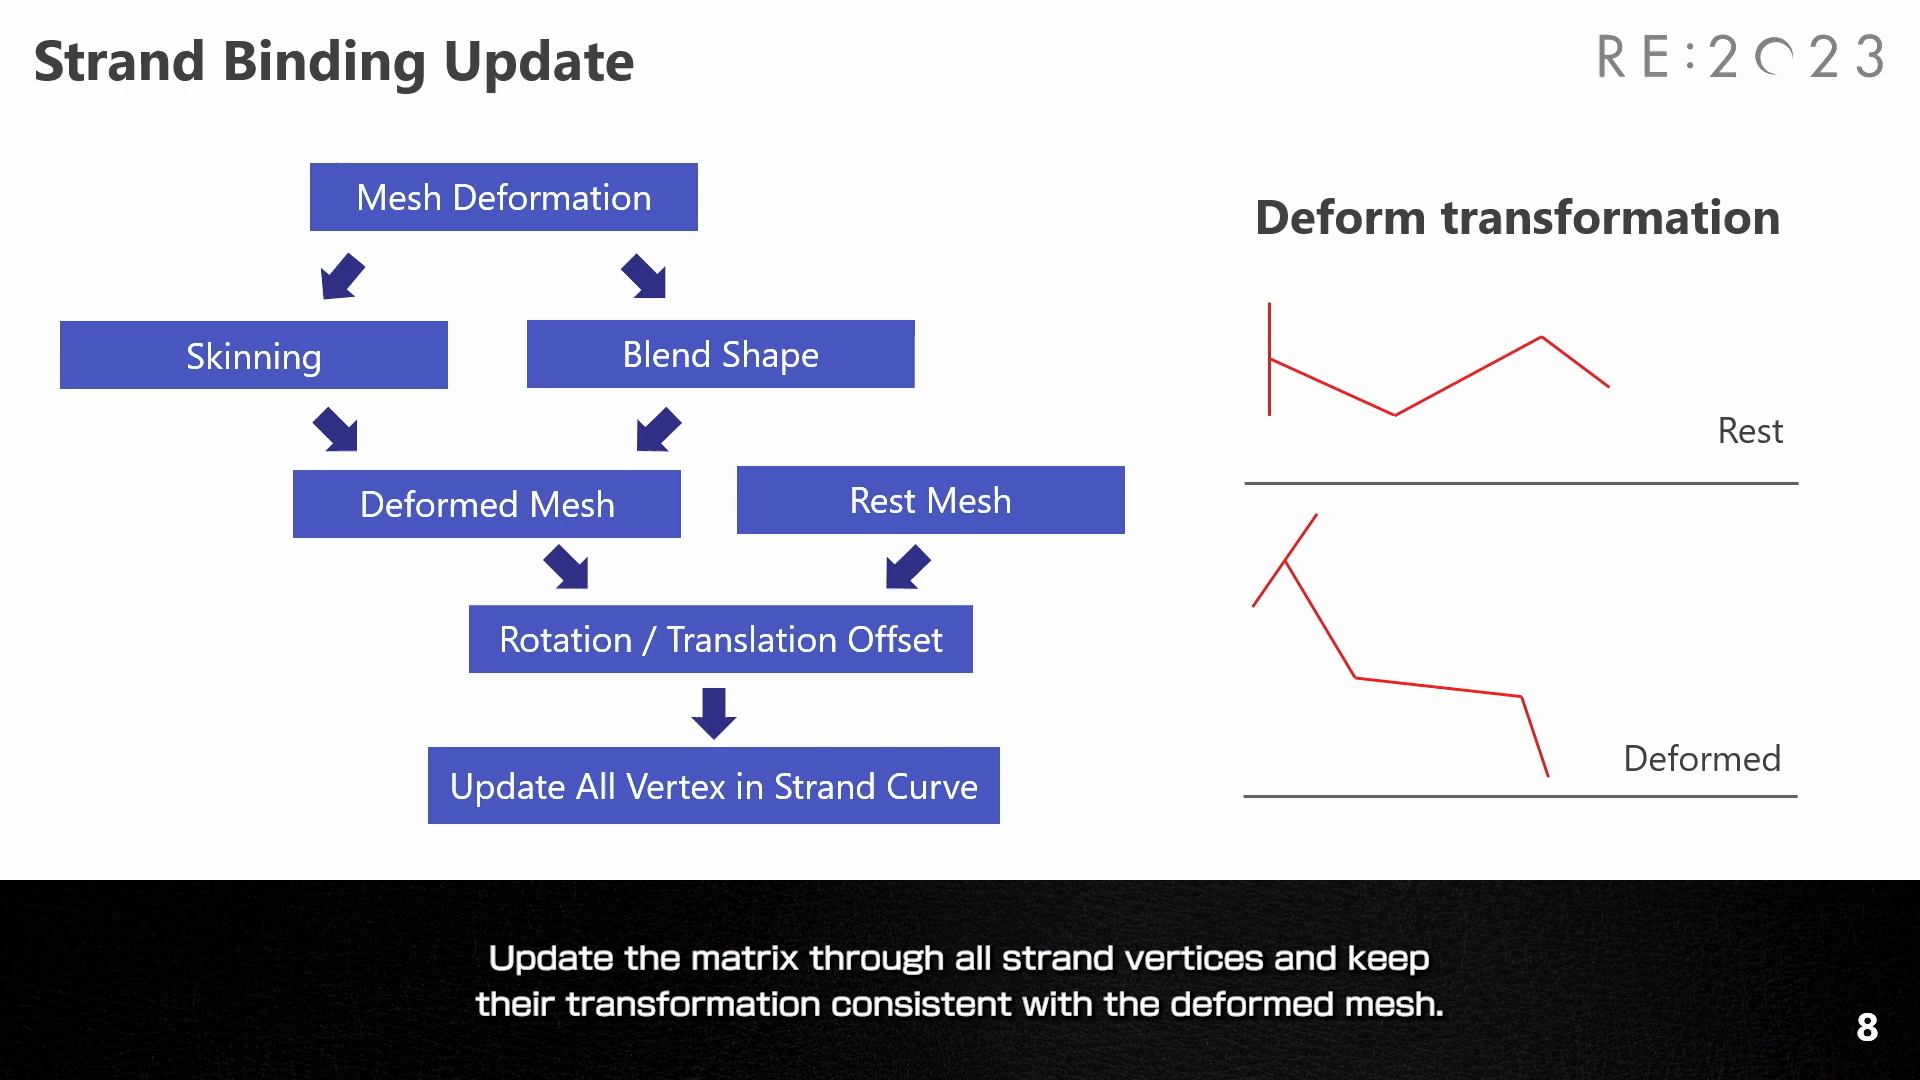 Strand Binding Update
RE:2023
Mesh Deformation
Skinning
Blend Shape
Deformed Mesh
Rest Mesh
Rotation / Translation Offset
Update All Vertex in Strand Curve
Deform transformation
Rest
Deformed
Update the matrix through all strand vertices and keep
their transformation consistent with the deformed mesh.
8